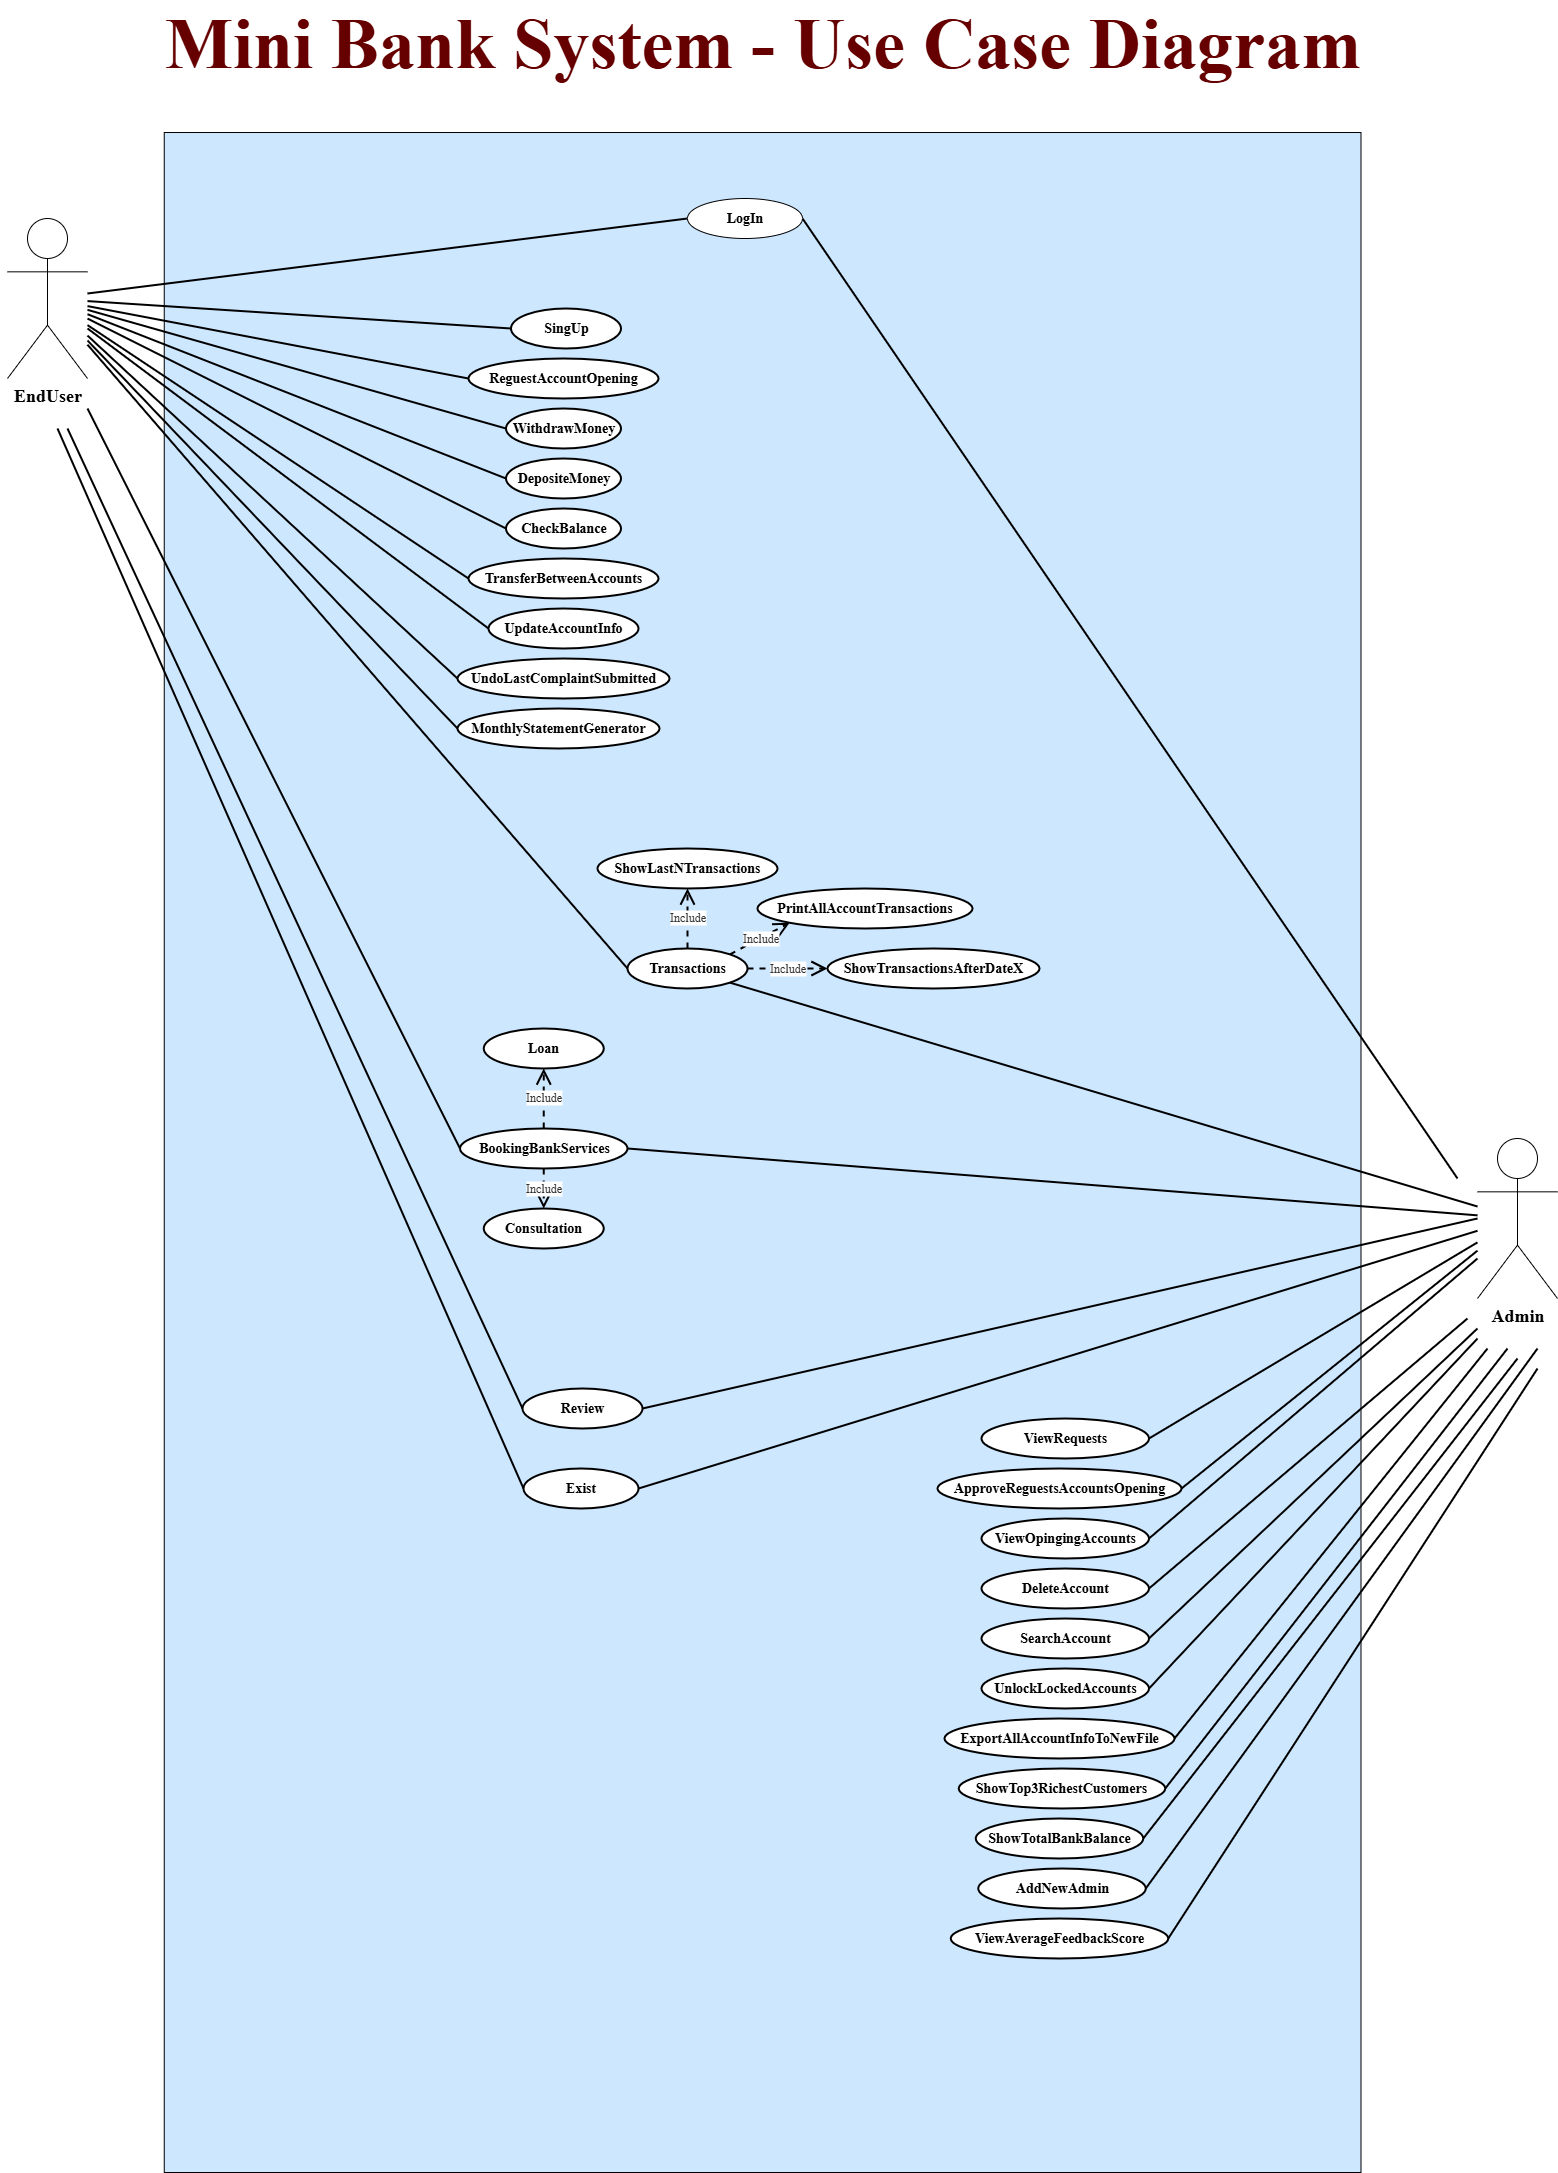 Mini Bank System - Use Case Diagram
LogIn
SingUp
ReguestAccountOpening
EndUser
WithdrawMoney
DepositeMoney
CheckBalance
TransferBetweenAccounts
UpdateAccountInfo
UndoLastComplaintSubmitted
MonthlyStatementGenerator
ShowLastNTransactions
PrintAllAccountTransactions
Include
Include
Transactions
Include
ShowTransactionsAfterDateX
Loan
Include
BookingBankServices
Include
Consultation
Admin
Review
ViewRequests
Exist
ApproveReguestsAccountsOpening
ViewOpingingAccounts
DeleteAccount
SearchAccount
UnlockLockedAccounts
ExportAllAccountInfoToNewFile
ShowTop3RichestCustomers
ShowTotalBankBalance
AddNewAdmin
ViewAverageFeedbackScore